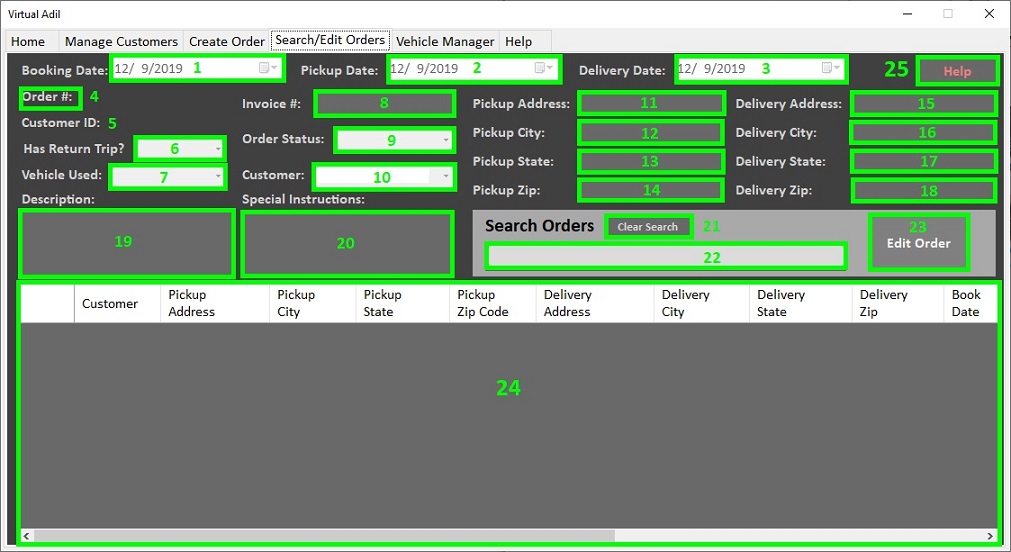 Virtual Adil
Home Manage Customers Create Order Search/Edit Orders Vehicle Manager Help
Booking Date: 12/ 9/2019 1 Pickup Date: 12/ 9/2019 2 Delivery Date: 12/ 9/2019 3 25 Help
Order #: 4 Invoice #: 8 Pickup Address: 11 Delivery Address: 15
Customer ID: 5
Order Status: 9 Pickup City: 12 Delivery City: 16
Has Return Trip? 6
Pickup State: 13 Delivery State: 17
Vehicle Used: 7 Customer: 10
Pickup Zip: 14 Delivery Zip: 18
Description: Special Instructions:
19 20
Search Orders Clear Search 21 23
Edit Order
22
Customer Pickup Address Pickup City Pickup State Pickup Zip Code Delivery Address Delivery City Delivery State Delivery Zip Book Date
24